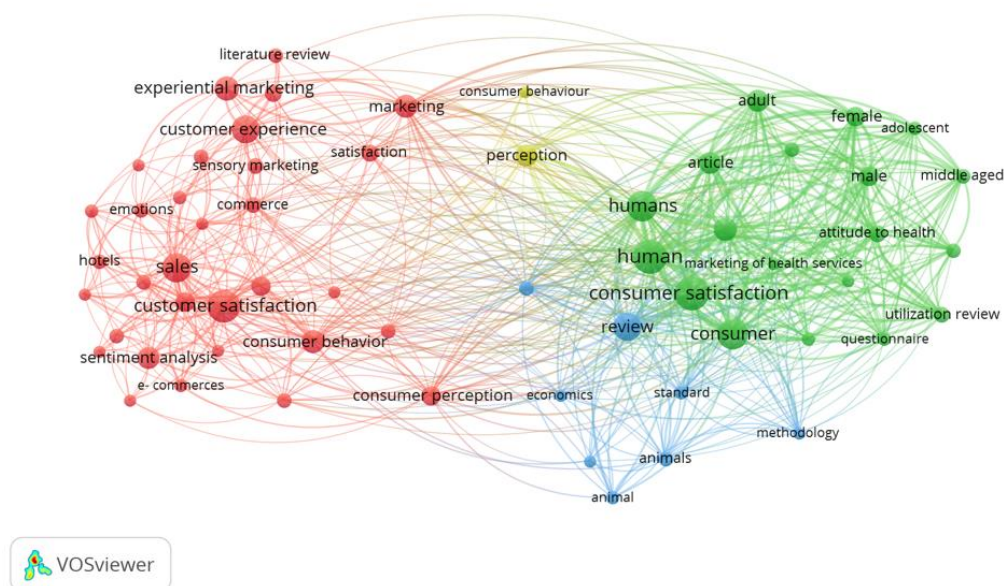 literature review
experiential marketing
marketing
consumer behaviour
adult
female
adolescent
customer experience
satisfaction
perception
article
male
middle aged
sensory marketing
commerce
emotions
humans
attitude to health
hotels
sales
human
marketing of health services
customer satisfaction
consumer satisfaction
utilization review
review
consumer
questionnaire
consumer behavior
sentiment analysis
e- commerces
consumer perception
economics
standard
methodology
animals
animal
VOSviewer